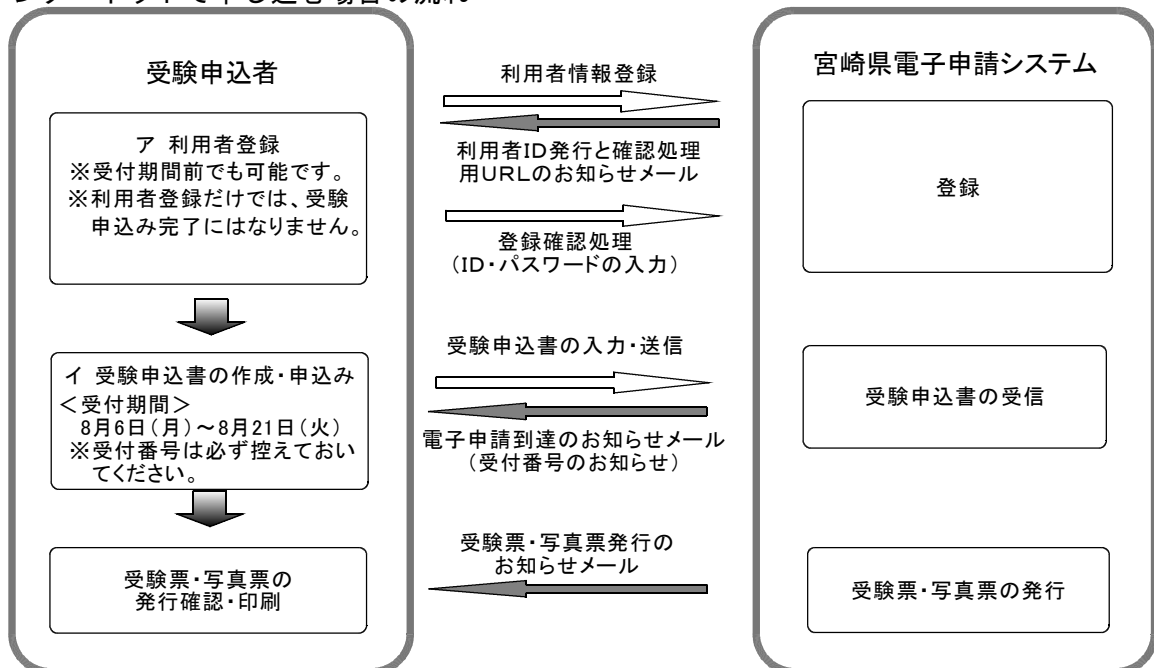 受験申込者
ア 利用者登録
※受付期間前でも可能です。
※利用者登録だけでは、受験
申込み完了にはなりません。
イ 受験申込書の作成・申込み
＜受付期間＞
8月6日（月）～8月21日（火）
※受付番号は必ず控えておい
てください。
受験票・写真票の
発行確認・印刷
利用者情報登録
利用者ID発行と確認処理
用URLのお知らせメール
登録確認処理
（ID・パスワードの入力）
受験申込書の入力・送信
電子申請到達のお知らせメール
（受付番号のお知らせ）
受験票・写真票発行の
お知らせメール
宮崎県電子申請システム
登録
受験申込書の受信
受験票・写真票の発行